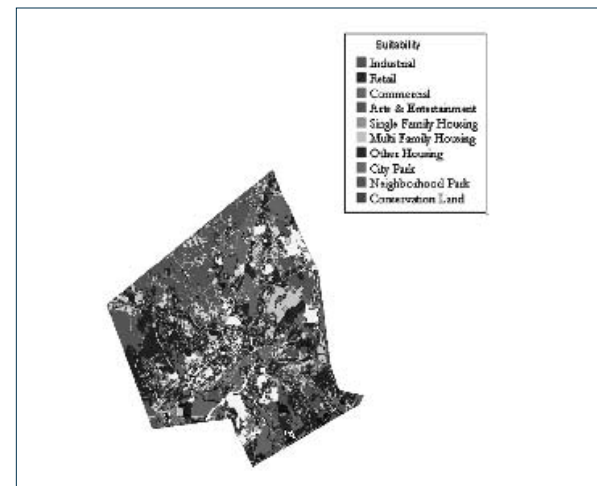 Suitability
Industrial
Retail
Commercial
Arts & Entertainment
Single Family Housing
Multi Family Housing
Other Housing
City Park
Neighborhood Park
Conservation Land